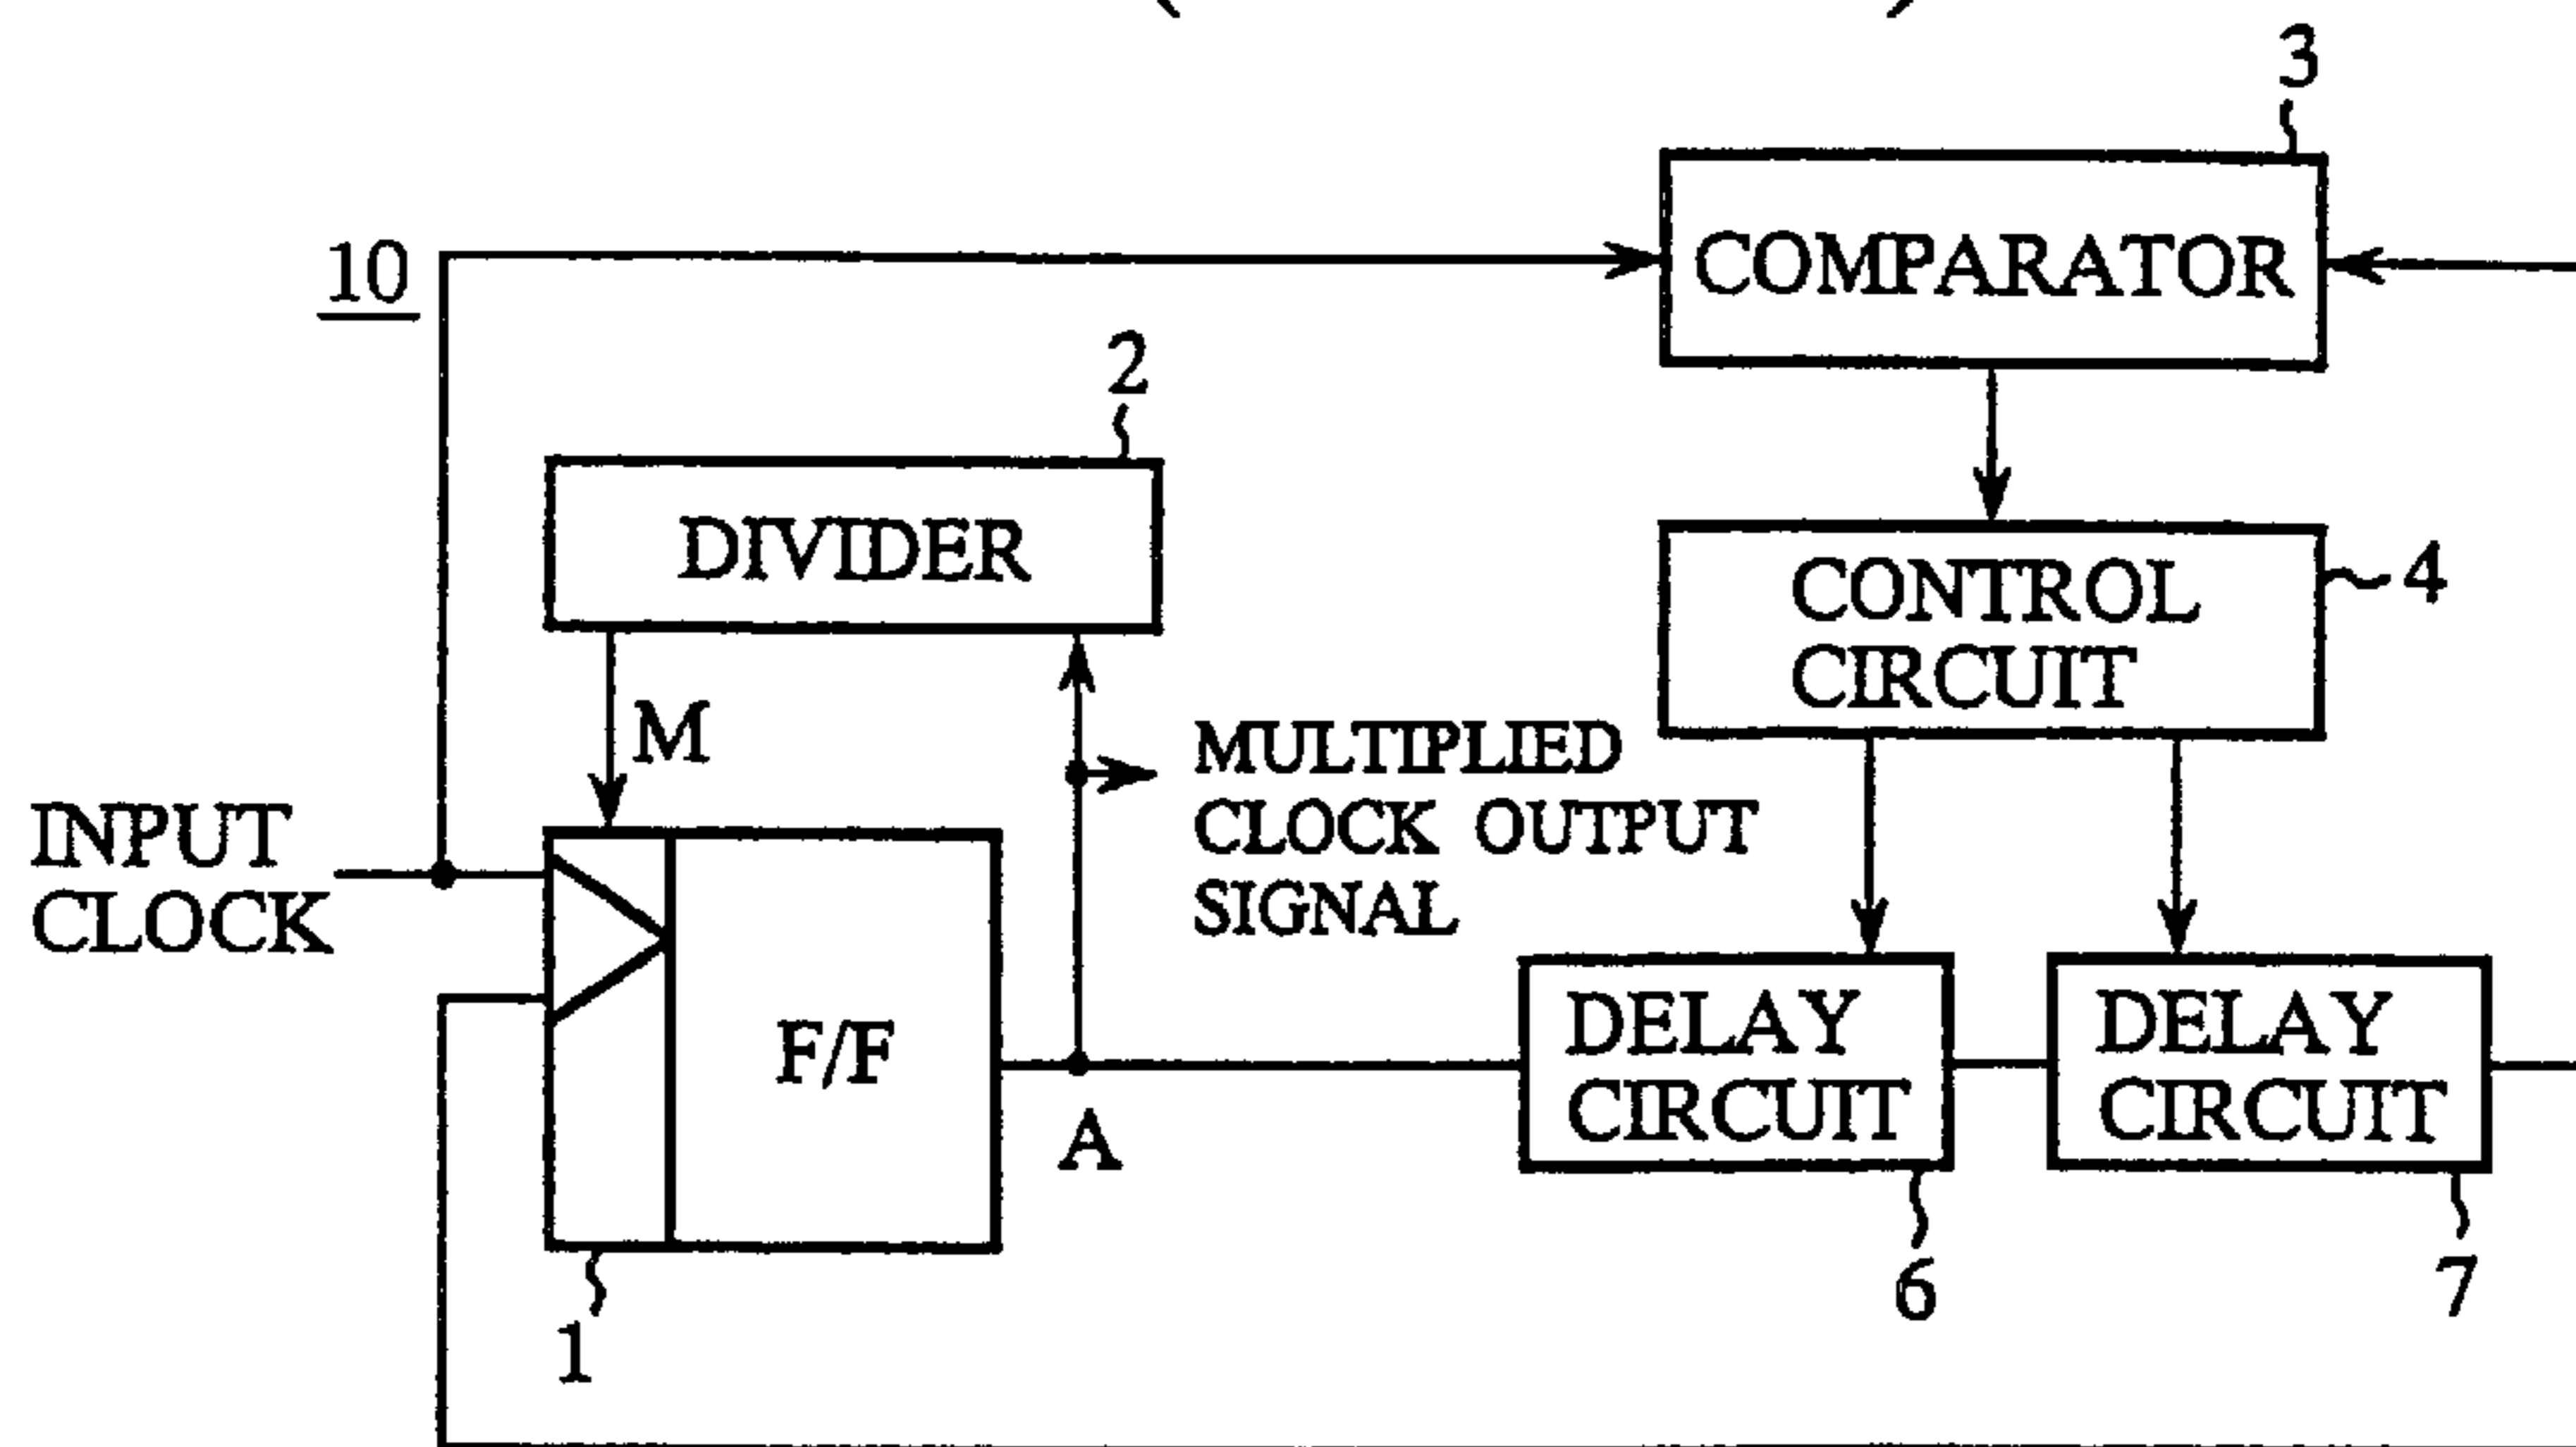 3
10
COMPARATOR
2
DIVIDER
CONTROL
CIRCUIT
4
M
MULTIPLIED
CLOCK OUTPUT
SIGNAL
INPUT
CLOCK
F/F
A
DELAY
CIRCUIT
DELAY
CIRCUIT
6
7
1